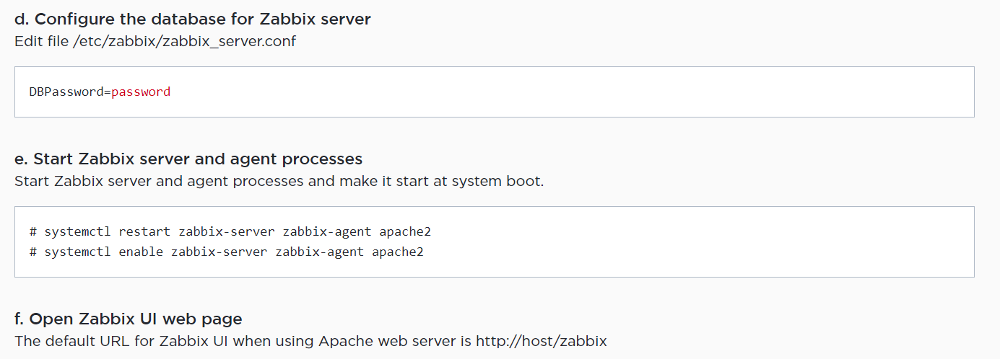 d. Configure the database for Zabbix server
Edit file /etc/zabbix/zabbix_server.conf
DBPassword=password
e. Start Zabbix server and agent processes
Start Zabbix server and agent processes and make it start at system boot.
# systemctl restart zabbix-server zabbix-agent apache2
# systemctl enable zabbix-server zabbix-agent apache2
f. Open Zabbix UI web page
The default URL for Zabbix UI when using Apache web server is http://host/zabbix